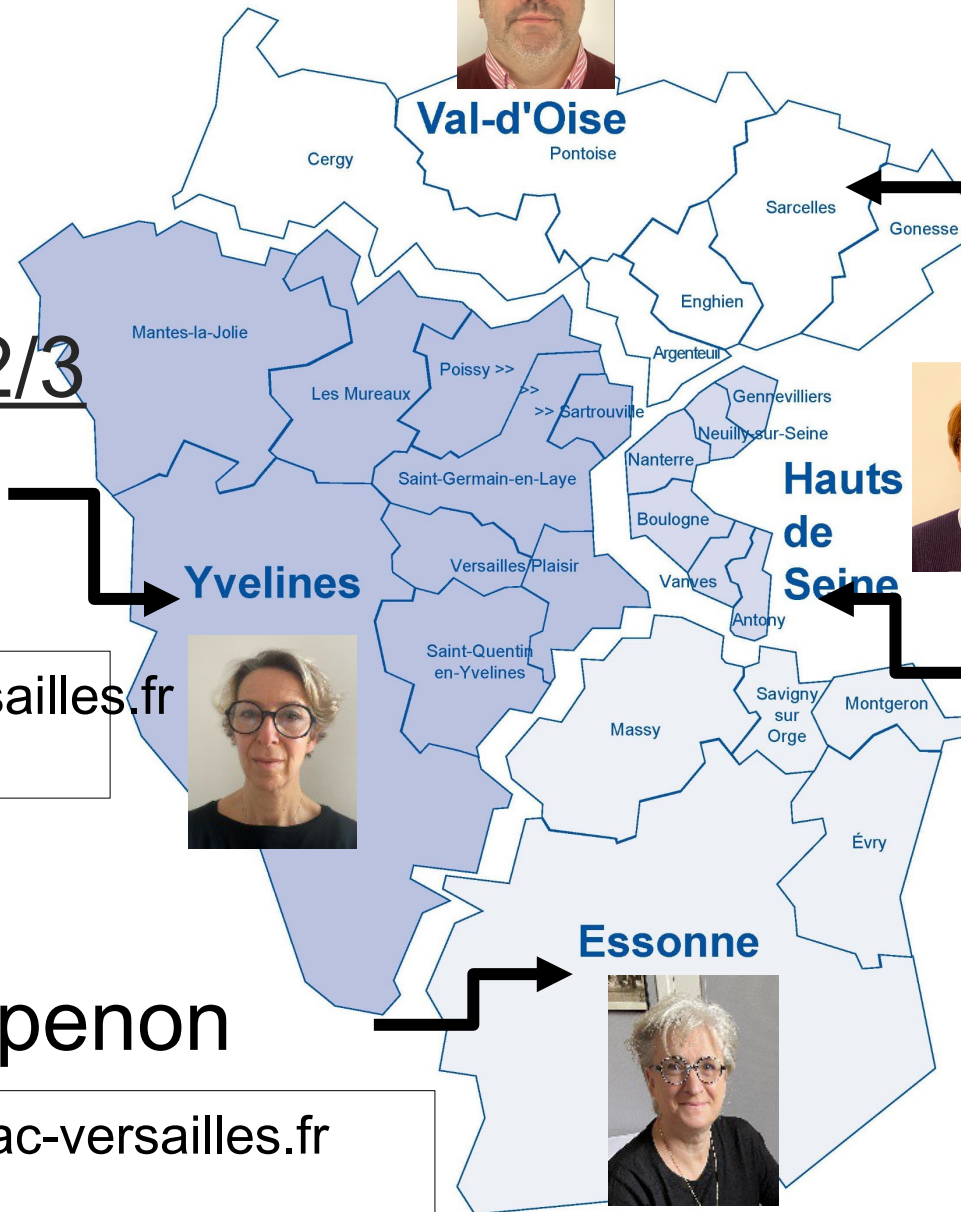 Val-d'Oise
Pontoise
Cergy
Sarcelles
Gonesse
Enghien
Mantes-la-Jolie
2/3
Argenteuil
Poissy >>
>>
Les Mureaux
>> Sartrouville
Gennevilliers
Neuilly-sur-Seine
Nanterre
Saint-Germain-en-Laye
Hauts
de
Seine
Boulogne
Versailles
Plaisir
Vanves
Yvelines
Antony
Saint-Quentin
en-Yvelines
sailles.fr
Savigny
sur
Orge
Montgeron
Massy
Évry
Essonne
penon
ac-versailles.fr